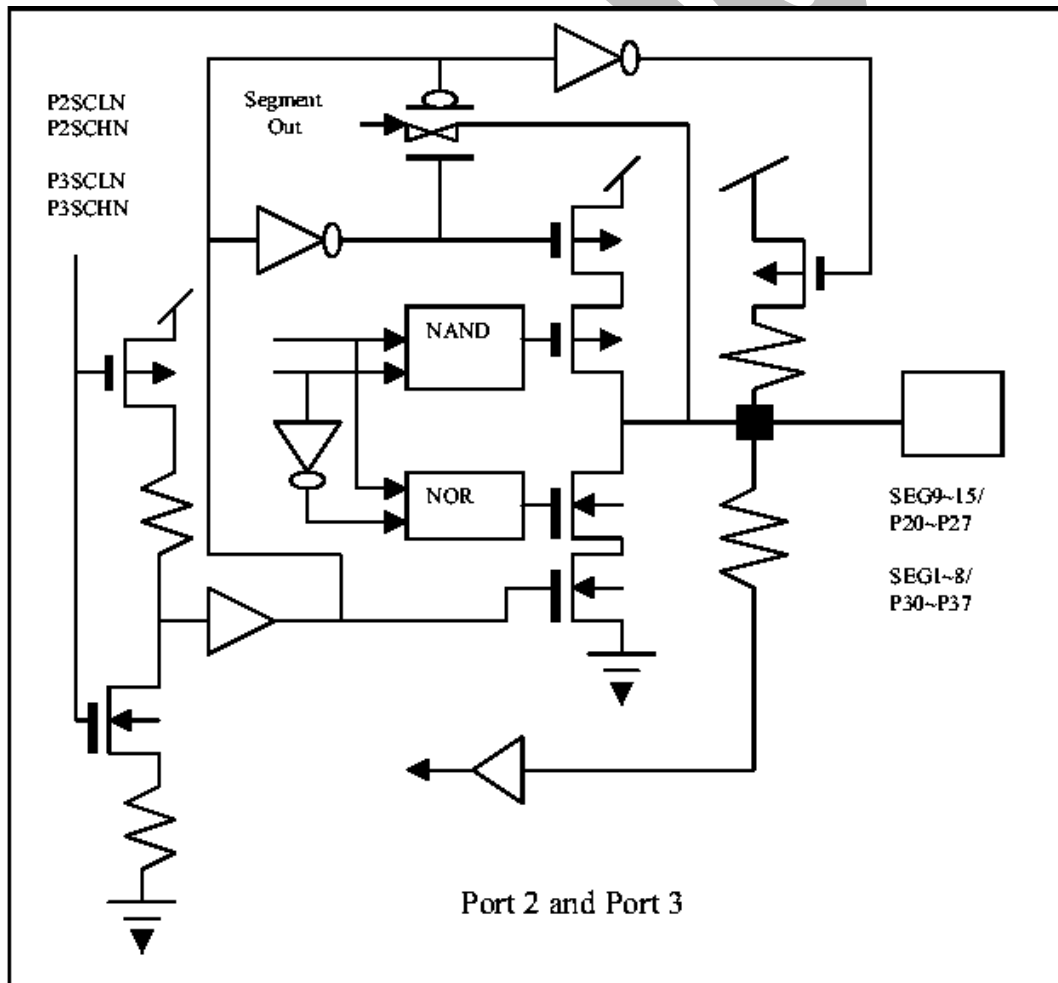 P2SCLN
P2SCHN
P3SCLN
P3SCHN
Segment
Out
NAND
NOR
SEG9~15/
P20~P27
SEG1~8/
P30~P37
Port 2 and Port 3